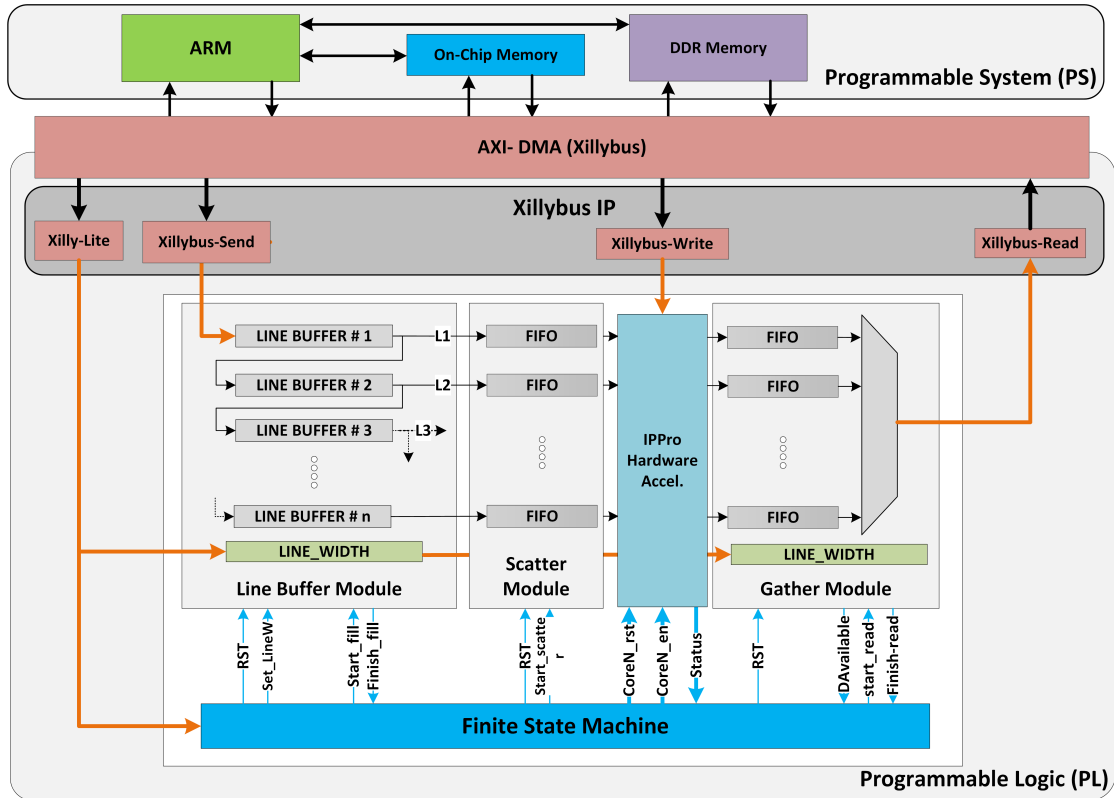 ARM
On-Chip Memory
DDR Memory
Programmable System (PS)
AXI- DMA (Xillybus)
Xillybus IP
Xilly-Lite
Xillybus-Send
Xillybus-Write
Xillybus-Read
LINE BUFFER # 1
L1
FIFO
FIFO
LINE BUFFER # 2
L2
FIFO
FIFO
LINE BUFFER # 3
L3
IPPro
Hardware
Accel.
LINE BUFFER # n
FIFO
FIFO
LINE_WIDTH
LINE_WIDTH
Line Buffer Module
Scatter
Module
Gather Module
RST
Set_LineW
Start_fill
Finish_fill
RST
Start_scatte
r
CoreN_rst
CoreN_en
Status
RST
DAvailable
start_read
Finish-read
Finite State Machine
Programmable Logic (PL)